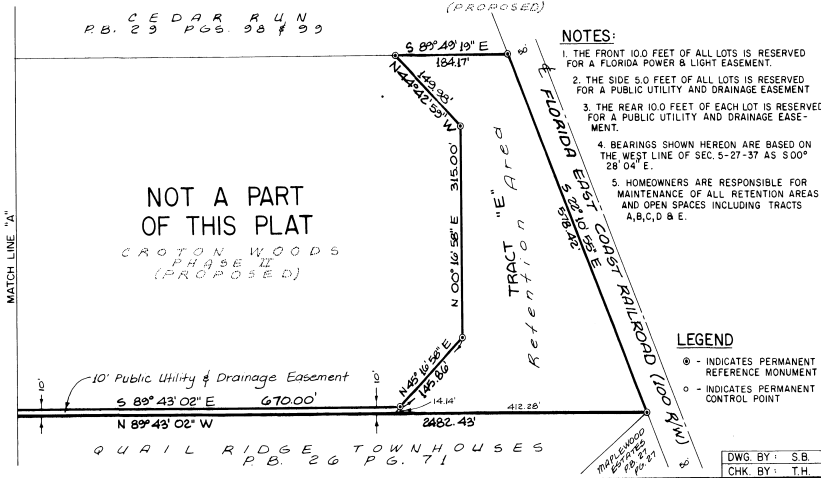 CEDAR RUN
P.B. 29 PGS. 98 & 99
(PROPOSED)
S 89° 49' 19" E
184.17'
N 44° 42' 59" W
149.98'
315.00'
N 00° 16' 58" E
TRACT "E"
Retention Area
50'
FLORIDA EAST COAST RAILROAD (100 R/W)
S 22° 10' 55" E
578.42'
50'
NOTES:
1. THE FRONT 10.0 FEET OF ALL LOTS IS RESERVED
FOR A FLORIDA POWER & LIGHT EASEMENT.
2. THE SIDE 5.0 FEET OF ALL LOTS IS RESERVED
FOR A PUBLIC UTILITY AND DRAINAGE EASEMENT
3. THE REAR 10.0 FEET OF EACH LOT IS RESERVED
FOR A PUBLIC UTILITY AND DRAINAGE EASE-
MENT.
4. BEARINGS SHOWN HEREON ARE BASED ON
THE WEST LINE OF SEC. 5-27-37 AS S00°
28' 04" E.
5. HOMEOWNERS ARE RESPONSIBLE FOR
MAINTENANCE OF ALL RETENTION AREAS
AND OPEN SPACES INCLUDING TRACTS
A,B,C,D & E.
MATCH LINE "A"
NOT A PART
OF THIS PLAT
CROTON WOODS
PHASE II
(PROPOSED)
N 45° 16' 58" E
145.86'
10'
10' Public Utility & Drainage Easement
10'
S 89° 43' 02" E 670.00'
14.14'
412.28'
N 89° 43' 02" W
2482.43'
QUAIL RIDGE TOWNHOUSES
P.B. 26 PG. 71
MAPLEWOOD
ESTATES
P.B. 27
PG. 27
LEGEND
- INDICATES PERMANENT
REFERENCE MONUMENT
- INDICATES PERMANENT
CONTROL POINT
DWG. BY : S.B.
CHK. BY : T.H.